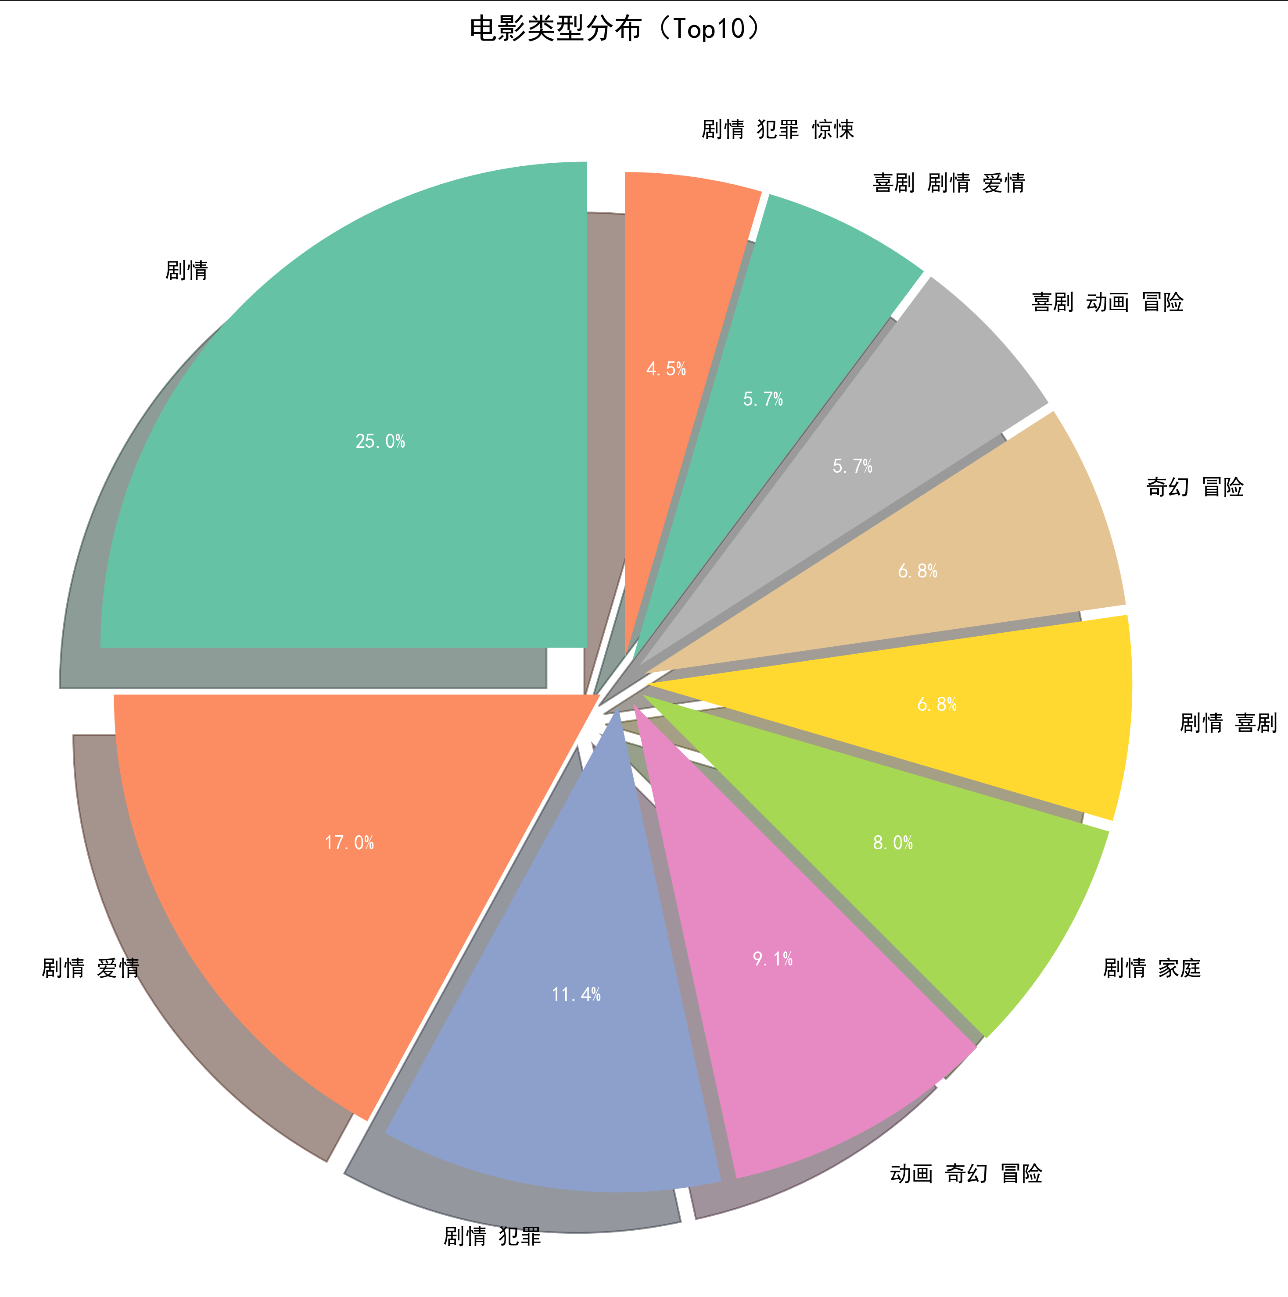 电影类型分布（Top10）
剧情 犯罪 惊悚
喜剧 剧情 爱情
剧情
喜剧 动画 冒险
4.5%
5.7%
25.0%
5.7%
奇幻 冒险
6.8%
6.8%
剧情 喜剧
17.0%
8.0%
剧情 爱情
9.1%
剧情 家庭
11.4%
动画 奇幻 冒险
剧情 犯罪